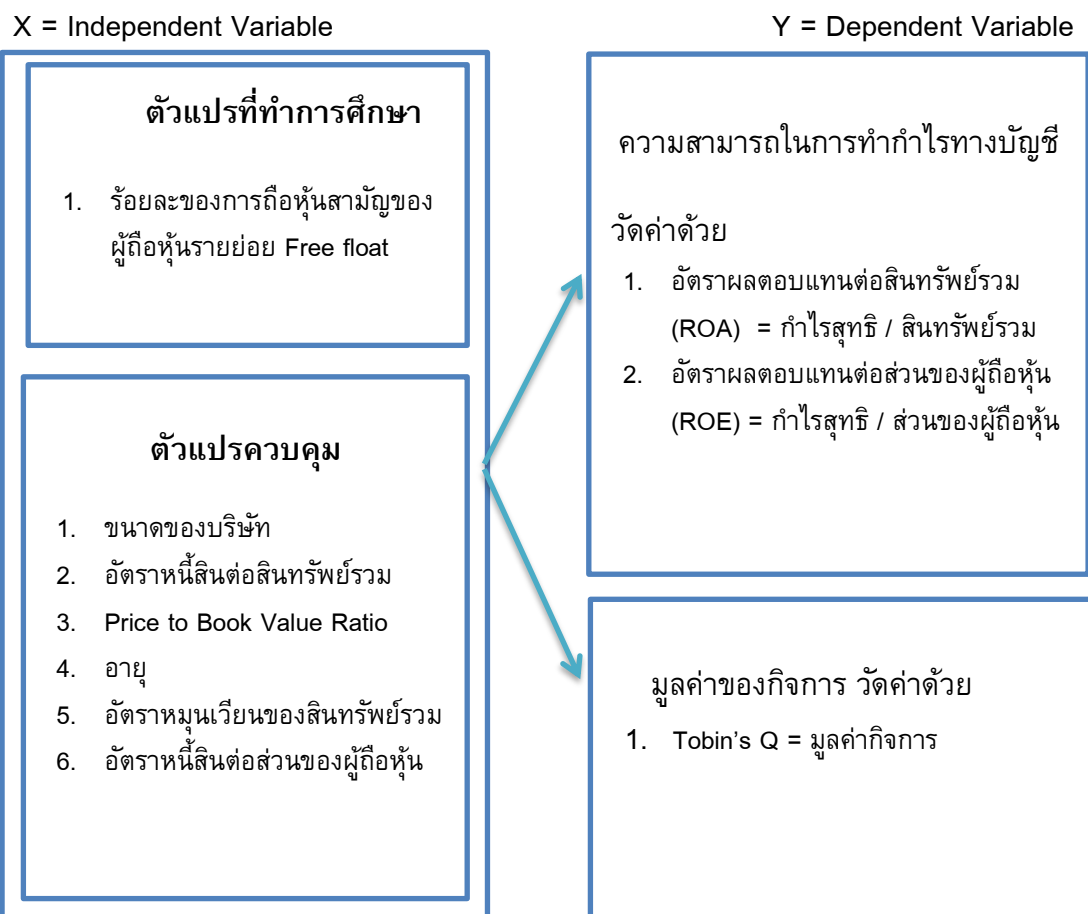 X = Independent Variable
Y = Dependent Variable
ตัวแปรที่ทำการศึกษา
1. ร้อยละของการถือหุ้นสามัญของ
ผู้ถือหุ้นรายย่อย Free float
ตัวแปรควบคุม
1. ขนาดของบริษัท
2. อัตราหนี้สินต่อสินทรัพย์รวม
3. Price to Book Value Ratio
4. อายุ
5. อัตราหมุนเวียนของสินทรัพย์รวม
6. อัตราหนี้สินต่อส่วนของผู้ถือหุ้น
ความสามารถในการทำกำไรทางบัญชี
วัดค่าด้วย
1. อัตราผลตอบแทนต่อสินทรัพย์รวม
(ROA) = กำไรสุทธิ / สินทรัพย์รวม
2. อัตราผลตอบแทนต่อส่วนของผู้ถือหุ้น
(ROE) = กำไรสุทธิ / ส่วนของผู้ถือหุ้น
มูลค่าของกิจการ วัดค่าด้วย
1. Tobin's Q = มูลค่ากิจการ